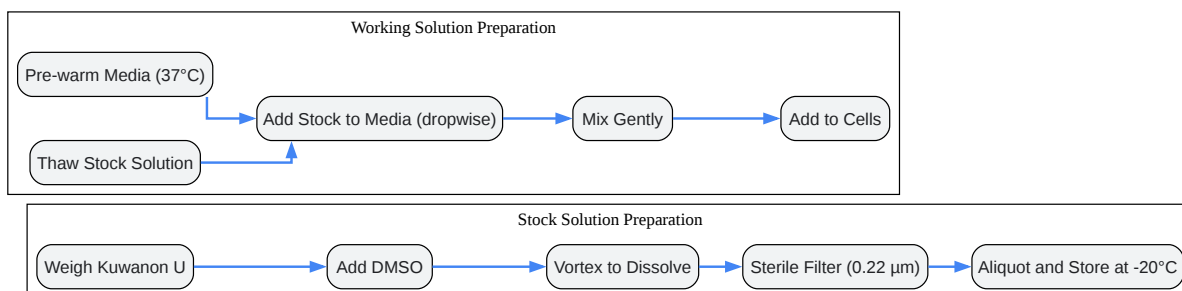 Working Solution Preparation
Pre-warm Media (37°C)
Add Stock to Media (dropwise)
Mix Gently
Add to Cells
Thaw Stock Solution
Stock Solution Preparation
Weigh Kuwanon U
Add DMSO
Vortex to Dissolve
Sterile Filter (0.22 µm)
Aliquot and Store at -20°C